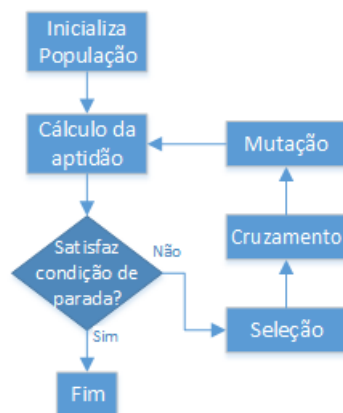 Inicializa
População
Cálculo da
aptidão
Satisfaz
condição de
parada?
Não
Sim
Fim
Seleção
Cruzamento
Mutação